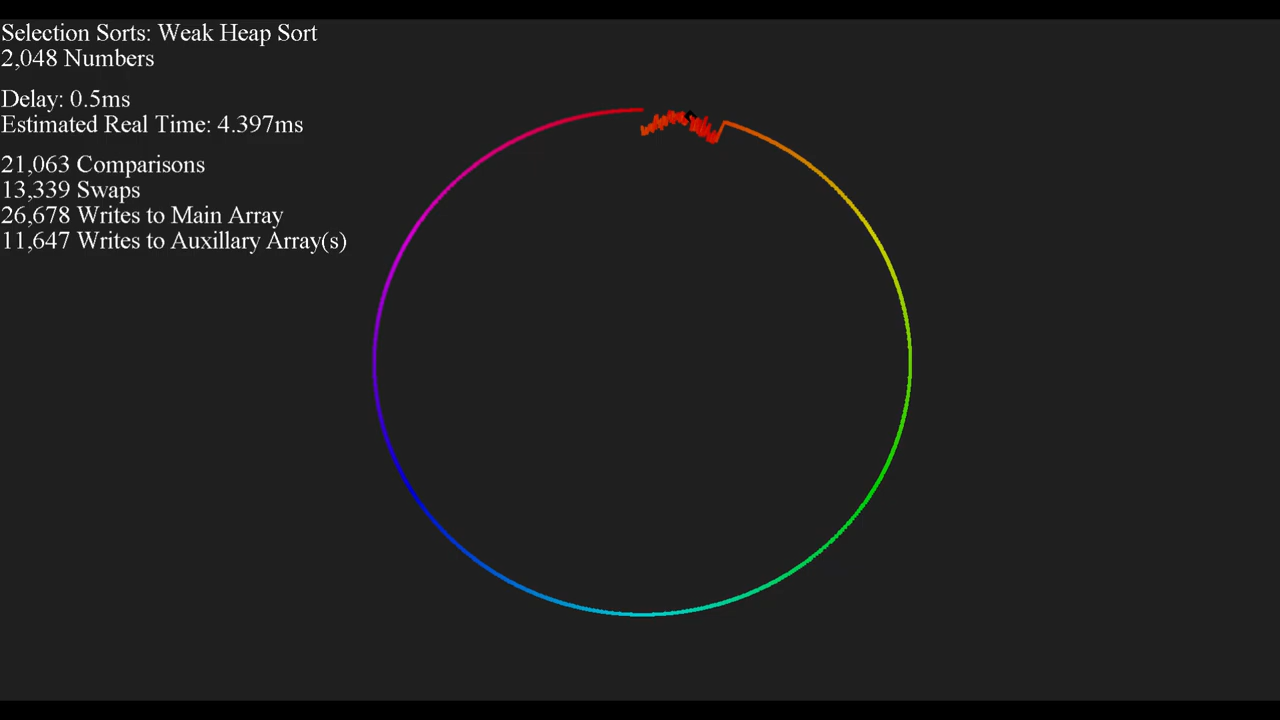 Selection Sorts: Weak Heap Sort
2,048 Numbers
Delay: 0.5ms
Estimated Real Time: 4.397ms
21,063 Comparisons
13,339 Swaps
26,678 Writes to Main Array
11,647 Writes to Auxillary Array(s)